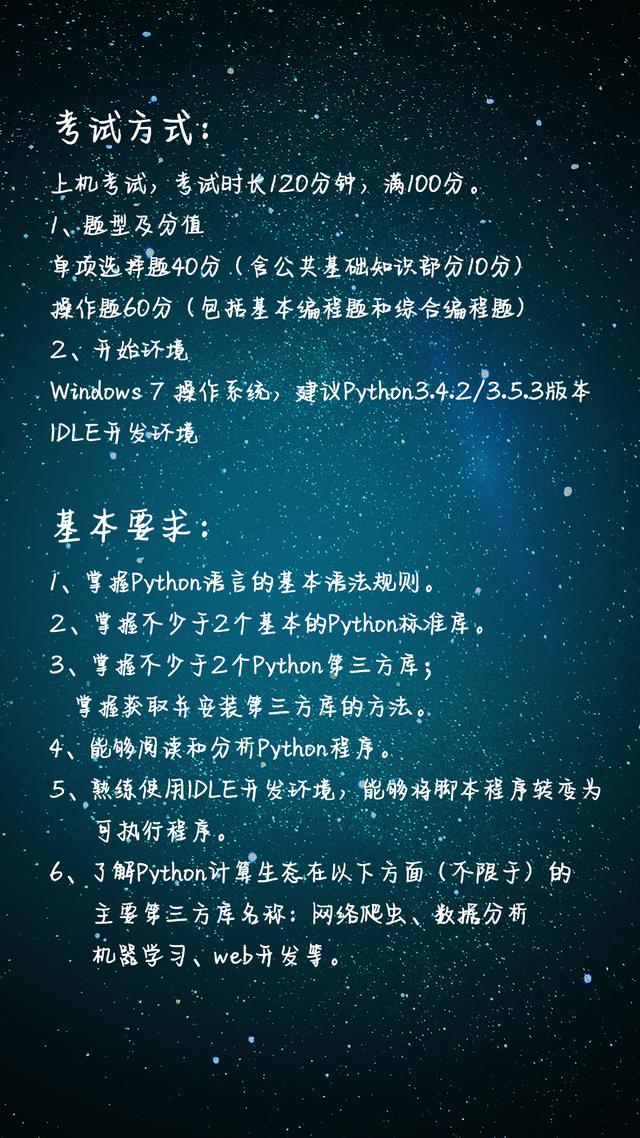 考试方式：
上机考试，考试时长120分钟，满100分。
1、题型及分值
单项选择题40分（含公共基础知识部分10分）
操作题60分（包括基本编程题和综合编程题）
2、开始环境
Windows 7 操作系统，建议Python3.4.2/3.5.3版本
IDLE开发环境
基本要求：
1、掌握Python语言的基本语法规则。
2、掌握不少于2个基本的Python标准库。
3、掌握不少于2个Python第三方库；
掌握获取并安装第三方库的方法。
4、能够阅读和分析Python程序。
5、熟练使用IDLE开发环境，能够将脚本程序转变为
可执行程序。
6、了解Python计算生态在以下方面（不限于）的
主要第三方库名称：网络爬虫、数据分析
机器学习、web开发等。